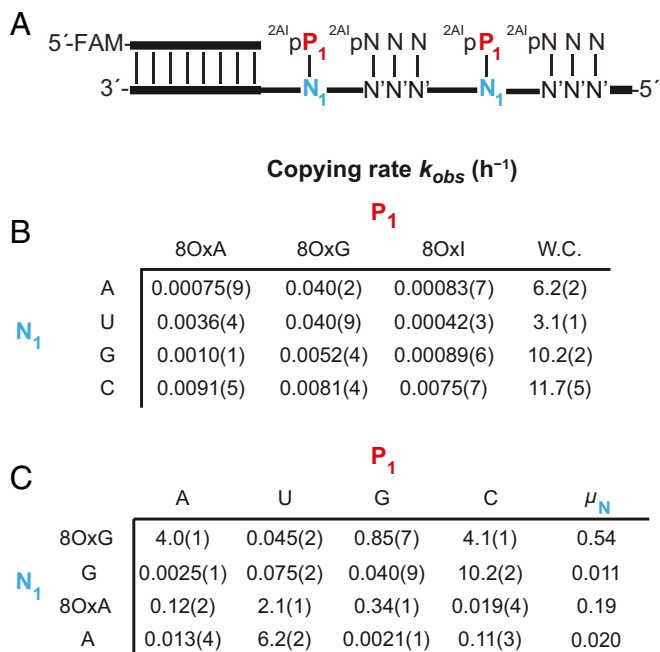 A
5´-FAM- 2AIpP1 2AIpN N N 2AIpP1 2AIpN N N
3´- N1 N'N'N' N1 N'N'N' -5´
Copying rate kobs (h−1)
B
P1
8OxA 8OxG 8OxI W.C.
N1
A 0.00075(9) 0.040(2) 0.00083(7) 6.2(2)
U 0.0036(4) 0.040(9) 0.00042(3) 3.1(1)
G 0.0010(1) 0.0052(4) 0.00089(6) 10.2(2)
C 0.0091(5) 0.0081(4) 0.0075(7) 11.7(5)
C
P1
A U G C μN
N1
8OxG 4.0(1) 0.045(2) 0.85(7) 4.1(1) 0.54
G 0.0025(1) 0.075(2) 0.040(9) 10.2(2) 0.011
8OxA 0.12(2) 2.1(1) 0.34(1) 0.019(4) 0.19
A 0.013(4) 6.2(2) 0.0021(1) 0.11(3) 0.020